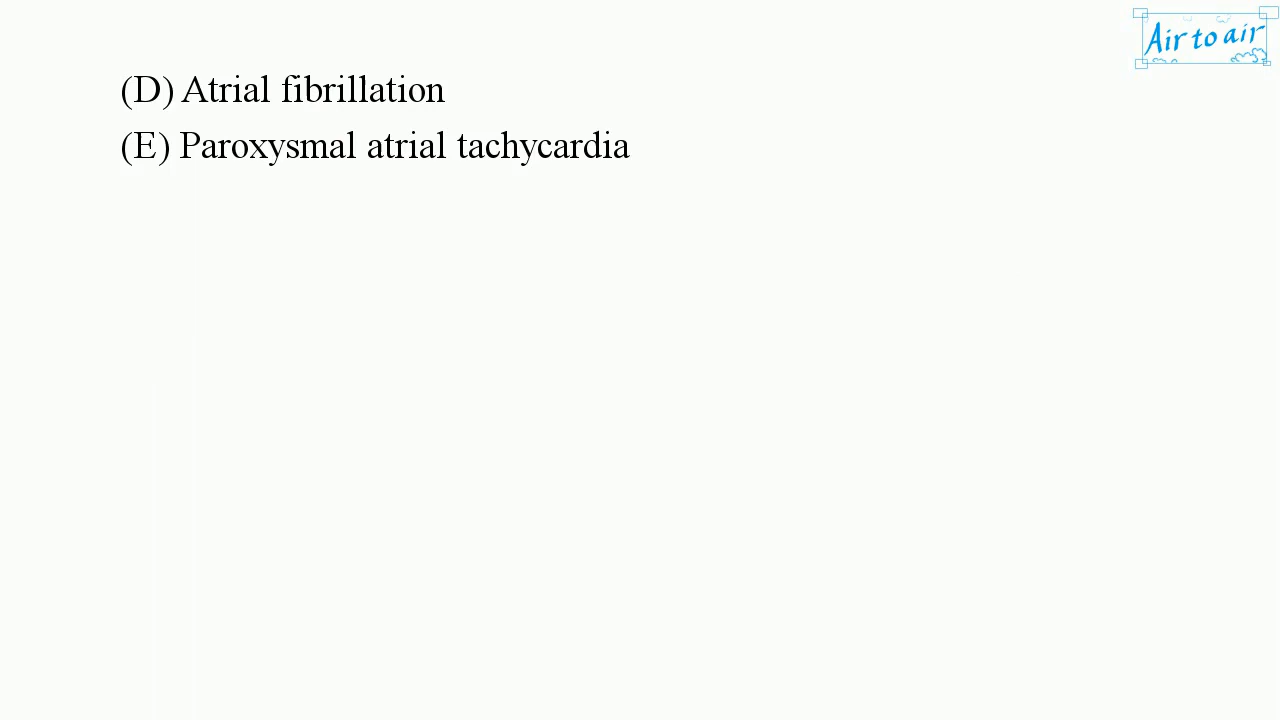 Air to air
(D) Atrial fibrillation
(E) Paroxysmal atrial tachycardia